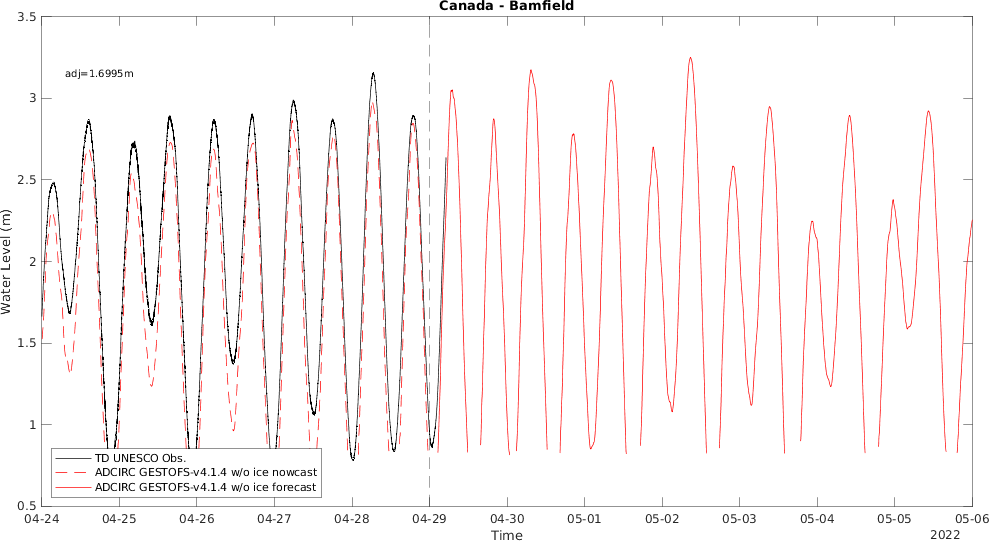 Canada - Bamfield
3.5
adj=1.6995m
3
2.5
2
1.5
1
0.5
Water Level (m)
TD UNESCO Obs.
ADCIRC GESTOFS-v4.1.4 w/o ice nowcast
ADCIRC GESTOFS-v4.1.4 w/o ice forecast
04-24 04-25 04-26 04-27 04-28 04-29 04-30 05-01 05-02 05-03 05-04 05-05 05-06
Time
2022